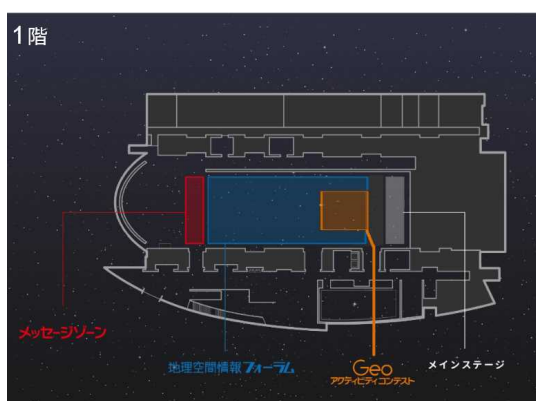 1階
メッセージゾーン
地理空間情報フォーラム
Geo
アクティビティコンテスト
メインステージ